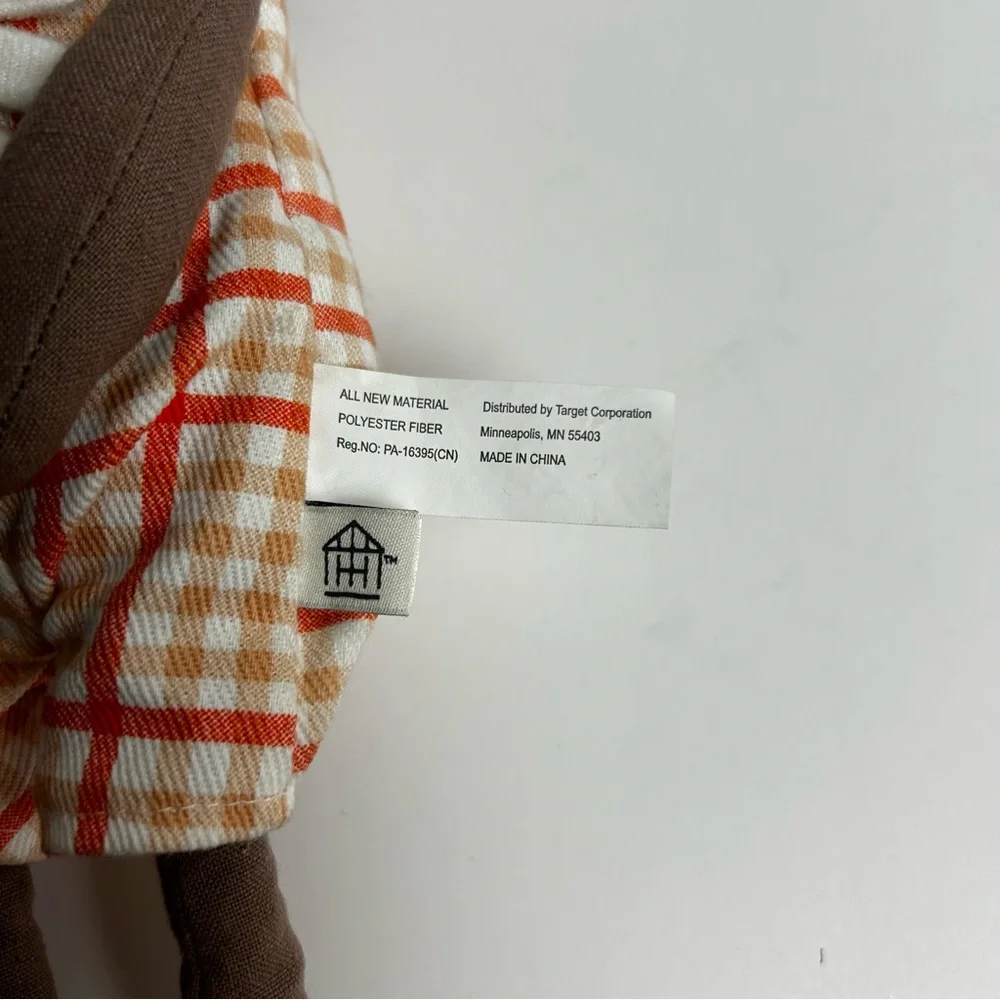 ALL NEW MATERIAL
POLYESTER FIBER
Reg.NO: PA-16395(CN)
Distributed by Target Corporation
Minneapolis, MN 55403
MADE IN CHINA
TM